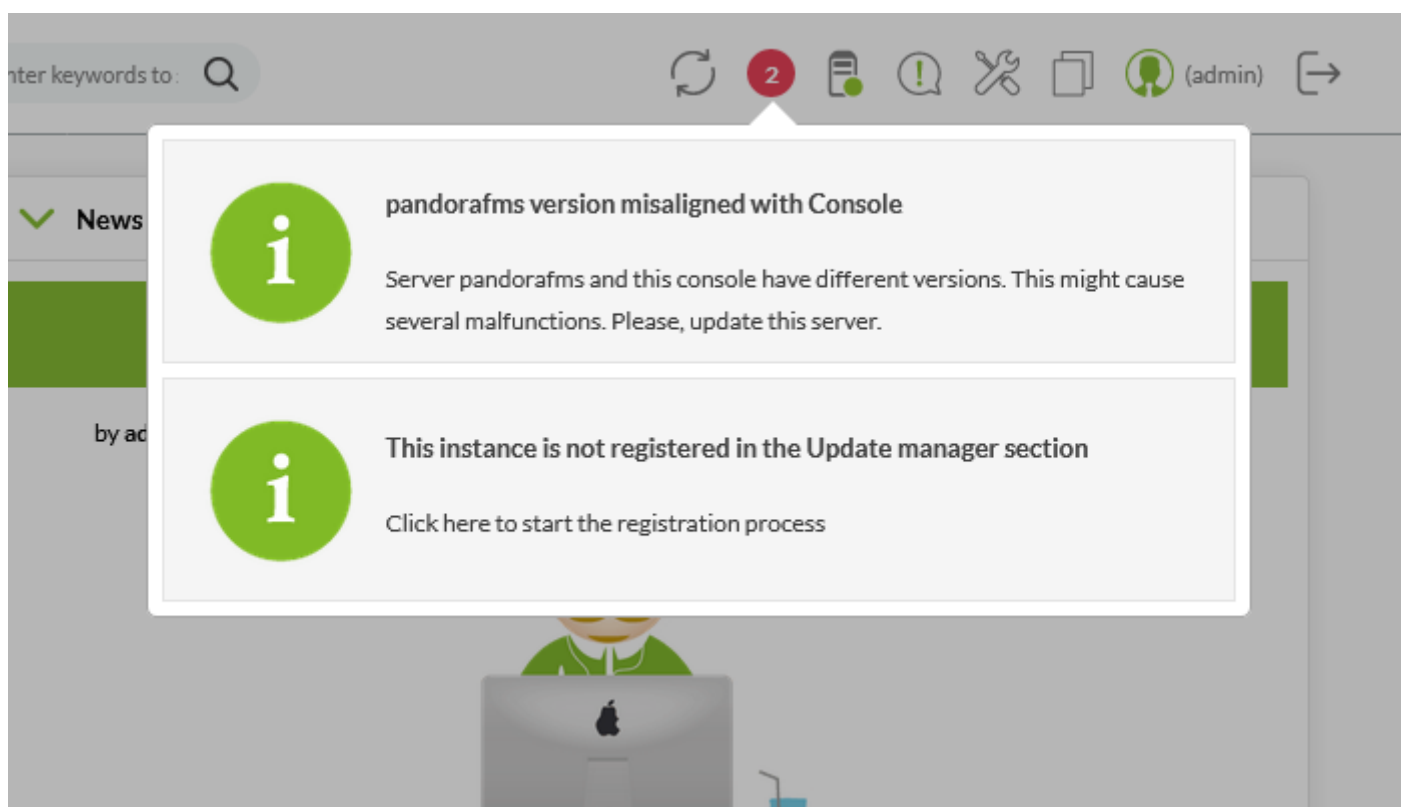 nter keywords to
2
(admin)
News
pandorafms version misaligned with Console
Server pandorafms and this console have different versions. This might cause
several malfunctions. Please, update this server.
by
This instance is not registered in the Update manager section
Click here to start the registration process